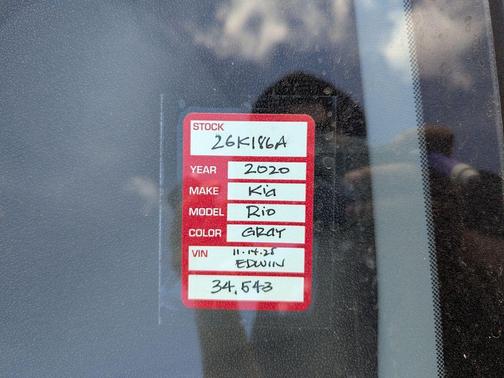 STOCK
26K186A
YEAR 2020
MAKE Kia
MODEL Rio
COLOR GRAY
VIN 11.14.25
EDWIN
34,543